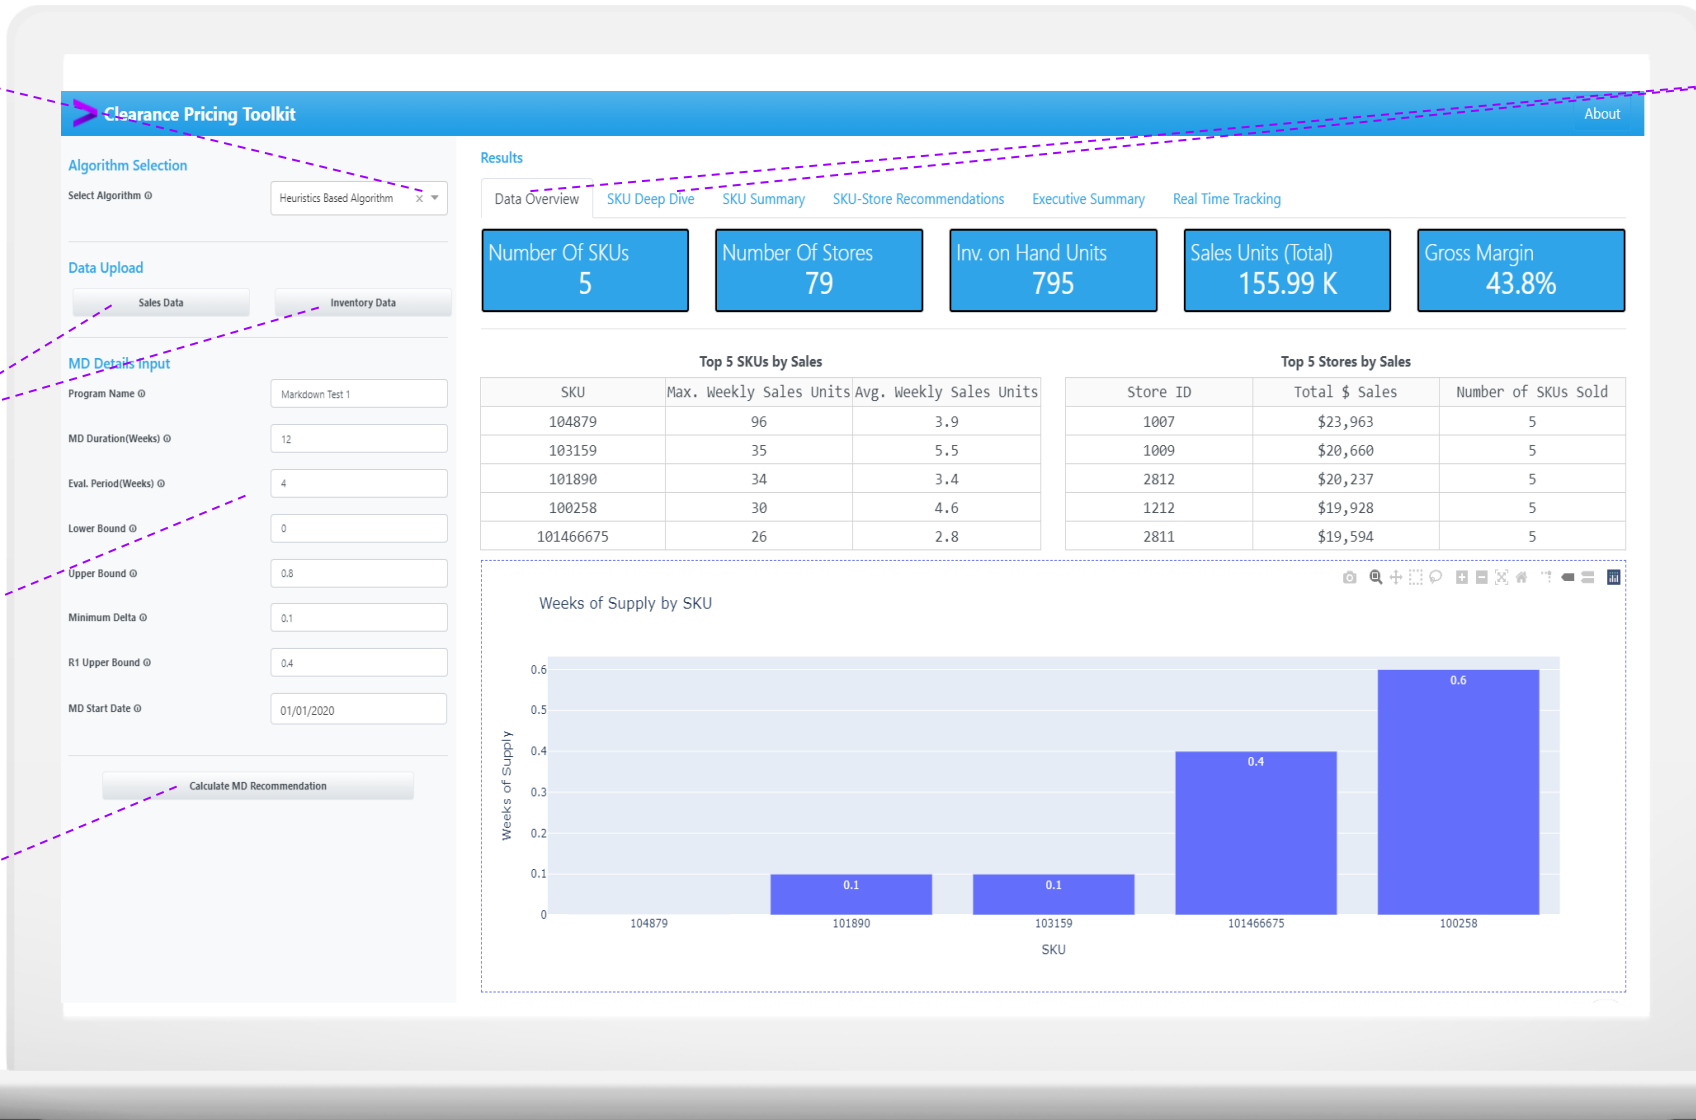 Clearance Pricing Toolkit
About
Algorithm Selection
Select Algorithm
Heuristics Based Algorithm
Data Upload
Sales Data
Inventory Data
MD Details Input
Program Name
Markdown Test 1
MD Duration(Weeks)
12
Eval. Period(Weeks)
4
Lower Bound
0
Upper Bound
0.8
Minimum Delta
0.1
R1 Upper Bound
0.4
MD Start Date
01/01/2020
Calculate MD Recommendation
Results
Data Overview SKU Deep Dive SKU Summary SKU-Store Recommendations Executive Summary Real Time Tracking
Number Of SKUs
5
Number Of Stores
79
Inv. on Hand Units
795
Sales Units (Total)
155.99 K
Gross Margin
43.8%
Top 5 SKUs by Sales
SKU Max. Weekly Sales Units Avg. Weekly Sales Units
104879 96 3.9
103159 35 5.5
101890 34 3.4
100258 30 4.6
101466675 26 2.8
Top 5 Stores by Sales
Store ID Total $ Sales Number of SKUs Sold
1007 $23,963 5
1009 $20,660 5
2812 $20,237 5
1212 $19,928 5
2811 $19,594 5
Weeks of Supply by SKU
Weeks of Supply
0.6
0.5
0.4
0.3
0.2
0.1
0
0.1
0.1
0.4
0.6
104879 101890 103159 101466675 100258
SKU